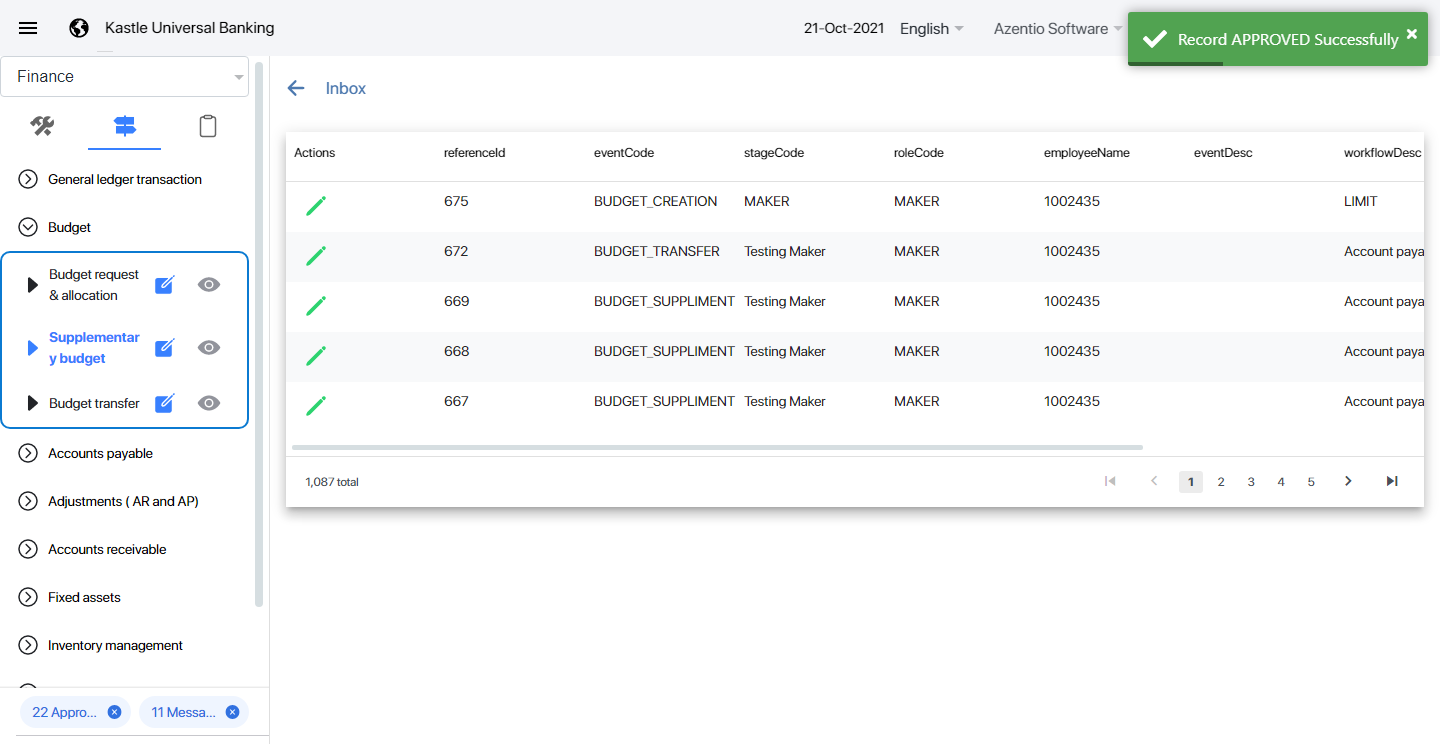 Kastle Universal Banking
21-Oct-2021
English
Azentio Software
Record APPROVED Successfully
Finance
General ledger transaction
Budget
Budget request
& allocation
Supplementar
y budget
Budget transfer
Accounts payable
Adjustments ( AR and AP)
Accounts receivable
Fixed assets
Inventory management
22 Appro...
11 Messa...
Inbox
Actions referenceId eventCode stageCode roleCode employeeName eventDesc workflowDesc
675 BUDGET_CREATION MAKER MAKER 1002435 LIMIT
672 BUDGET_TRANSFER Testing Maker MAKER 1002435 Account paya
669 BUDGET_SUPPLIMENT Testing Maker MAKER 1002435 Account paya
668 BUDGET_SUPPLIMENT Testing Maker MAKER 1002435 Account paya
667 BUDGET_SUPPLIMENT Testing Maker MAKER 1002435 Account paya
1,087 total
1 2 3 4 5